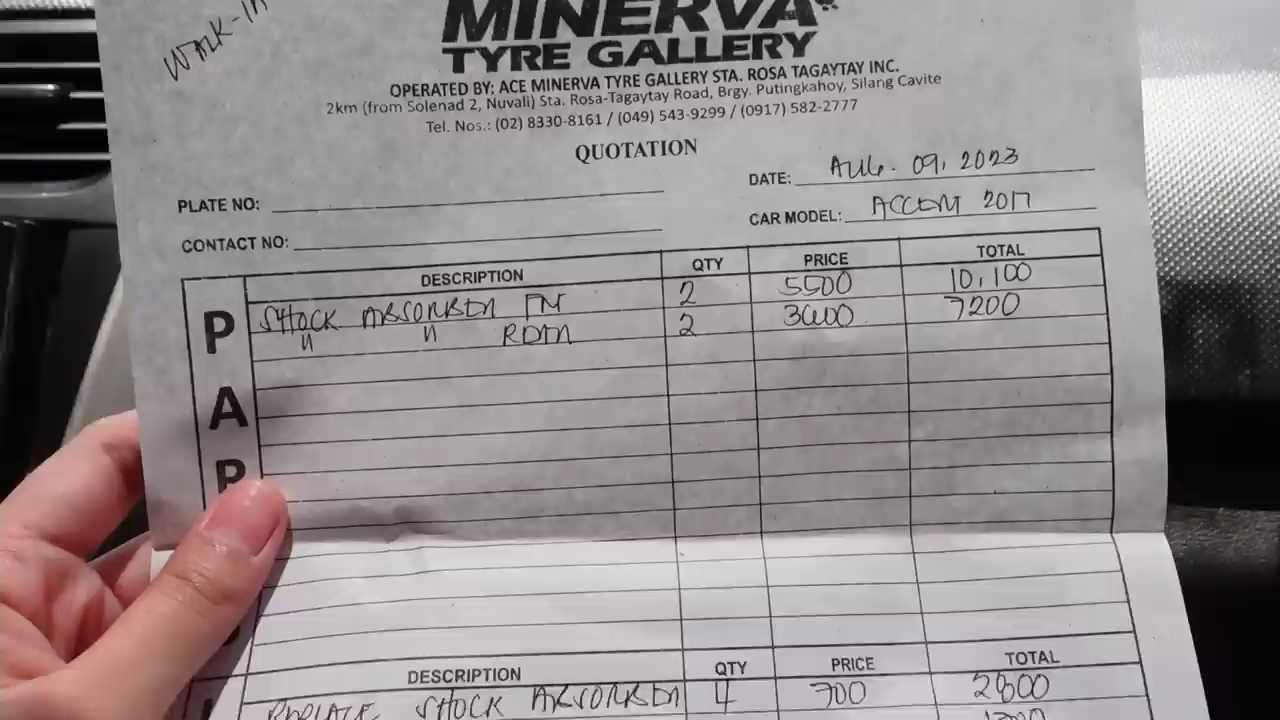 WALK-IN
MINERVA
TYRE GALLERY
OPERATED BY: ACE MINERVA TYRE GALLERY STA. ROSA TAGAYTAY INC.
2km (from Solenad 2, Nuvali) Sta. Rosa-Tagaytay Road, Brgy. Putingkahoy, Silang Cavite
Tel. Nos.: (02) 8330-8161 / (049) 543-9299 / (0917) 582-2777
QUOTATION
DATE: AUG. 09, 2023
PLATE NO:
CAR MODEL: ACCENT 2017
CONTACT NO:
DESCRIPTION QTY PRICE TOTAL
SHOCK ABSORBER 2 5500 10,100
" " REAR 2 3600 7200
P
A
R
DESCRIPTION QTY PRICE TOTAL
REPLACE SHOCK ABSORBER 4 700 2800